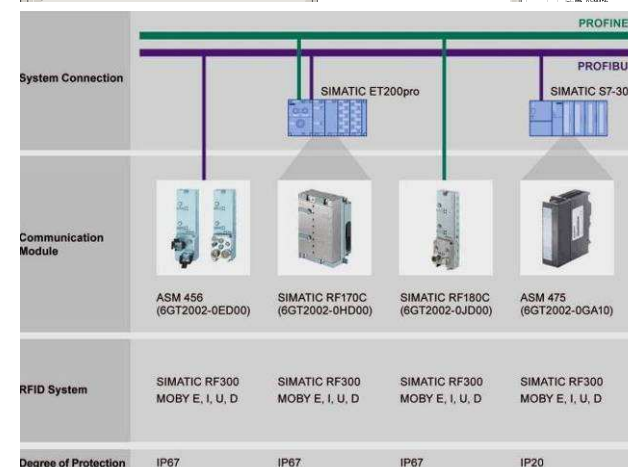 PROFINE
PROFIBU
System Connection
SIMATIC ET200pro
SIMATIC S7-30
Communication
Module
ASM 456
(6GT2002-0ED00)
SIMATIC RF170C
(6GT2002-0HD00)
SIMATIC RF180C
(6GT2002-0JD00)
ASM 475
(6GT2002-0GA10)
RFID System
SIMATIC RF300
MOBY E, I, U, D
SIMATIC RF300
MOBY E, I, U, D
SIMATIC RF300
MOBY E, I, U, D
SIMATIC RF300
MOBY E, I, U, D
Degree of Protection
IP67
IP67
IP67
IP20